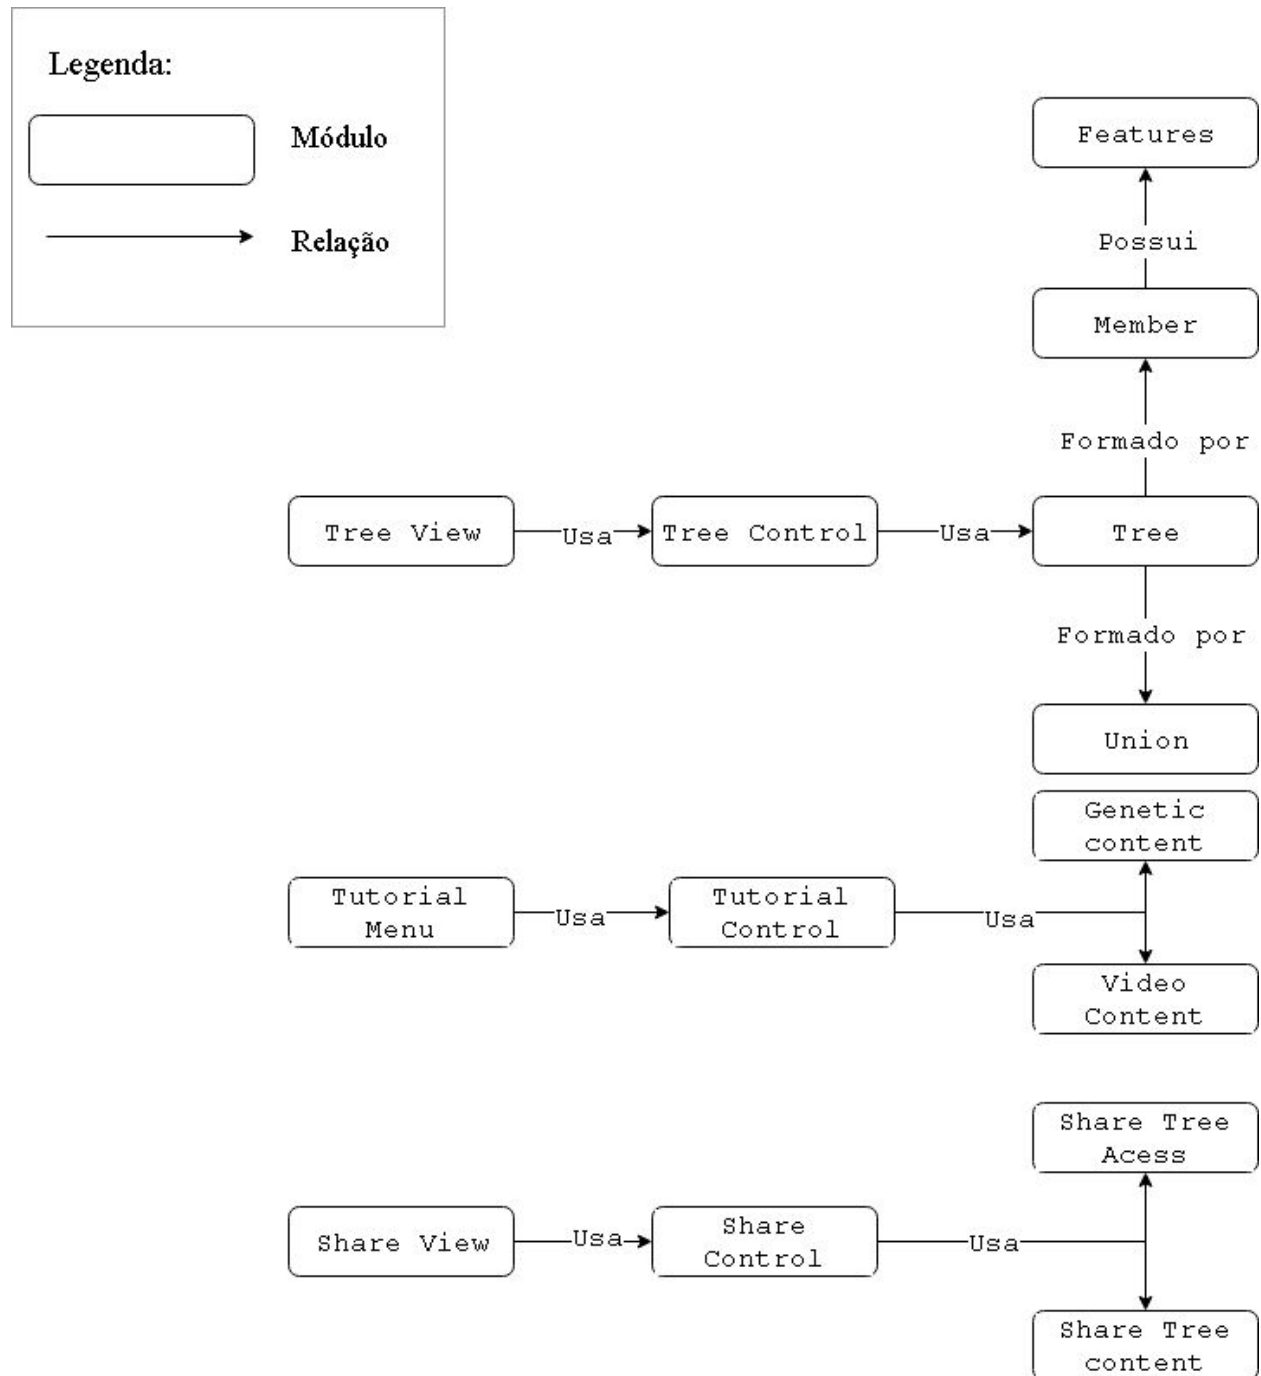 Legenda:
Módulo
Relação
Features
Possui
Member
Formado por
Tree View
Usa
Tree Control
Usa
Tree
Formado por
Union
Genetic
content
Tutorial
Menu
Usa
Tutorial
Control
Usa
Video
Content
Share Tree
Acess
Share View
Usa
Share
Control
Usa
Share Tree
content